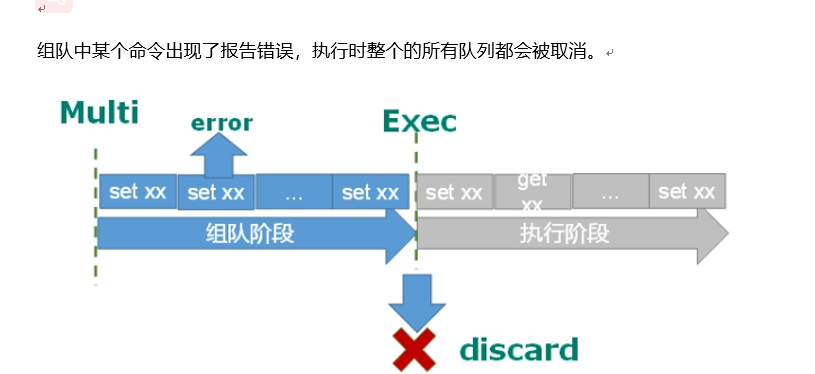 组队中某个命令出现了报告错误，执行时整个的所有队列都会被取消。
Multi
error
Exec
set xx
set xx
...
set xx
set xx
get xx
...
set xx
组队阶段
执行阶段
discard